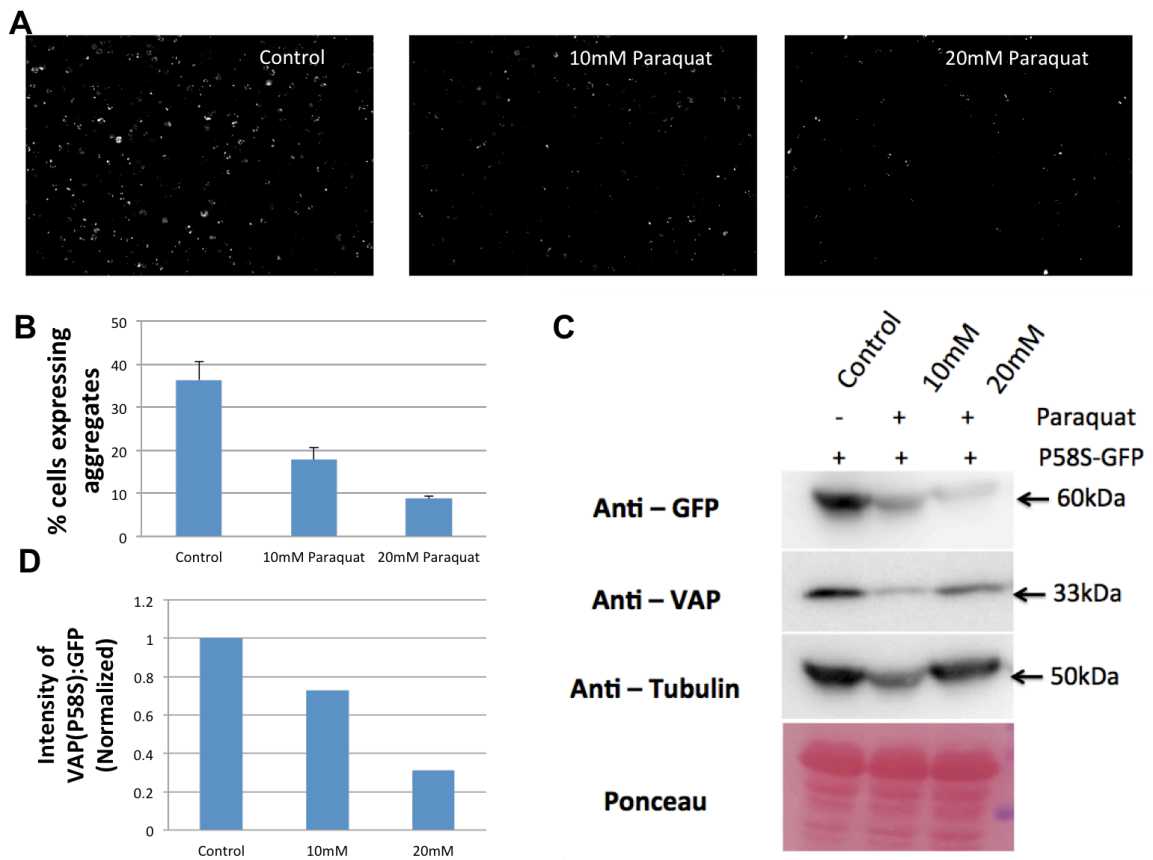 A
Control
10mM Paraquat
20mM Paraquat
B
% cells expressing
aggregates
50
40
30
20
10
0
Control
10mM Paraquat
20mM Paraquat
C
Control
10mM
20mM
- + + Paraquat
+ + + P58S-GFP
Anti – GFP
60kDa
Anti – VAP
33kDa
Anti – Tubulin
50kDa
Ponceau
D
Intensity of
VAP(P58S):GFP
(Normalized)
1.2
1
0.8
0.6
0.4
0.2
0
Control
10mM
20mM